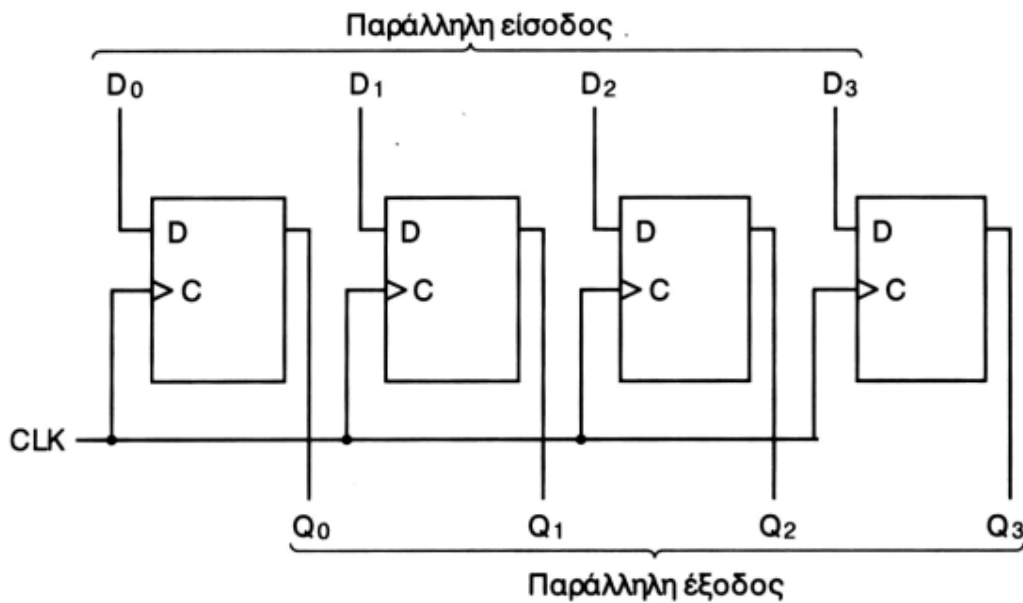 Παράλληλη είσοδος
D0 D1 D2 D3
D D D D
C C C C
CLK
Q0 Q1 Q2 Q3
Παράλληλη έξοδος